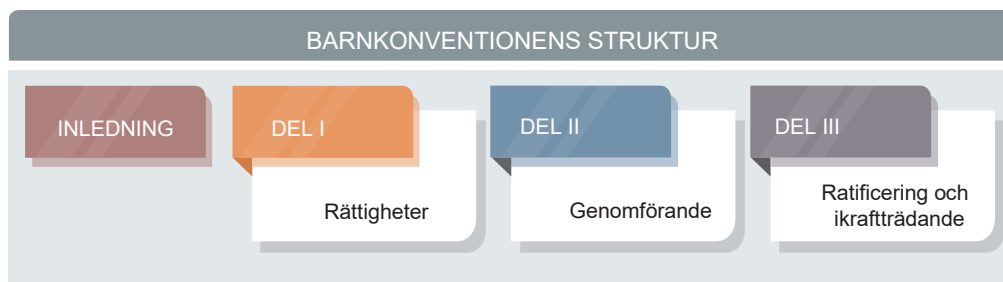 BARNKONVENTIONENS STRUKTUR
INLEDNING
DEL I
Rättigheter
DEL II
Genomförande
DEL III
Ratificering och
ikraftträdande